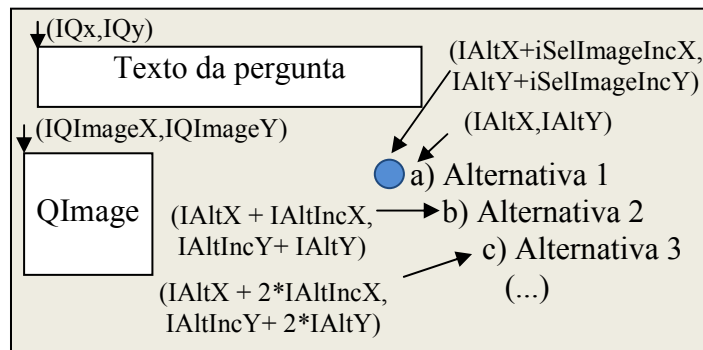 (IQx,IQy)
Texto da pergunta
(IAltX+iSelImageIncX,
IAltY+iSelImageIncY)
(IQImageX,IQImageY)
(IAltX,IAltY)
a) Alternativa 1
QImage
(IAltX + IAltIncX,
IAltIncY+ IAltY)
b) Alternativa 2
c) Alternativa 3
(...)
(IAltX + 2*IAltIncX,
IAltIncY+ 2*IAltY)